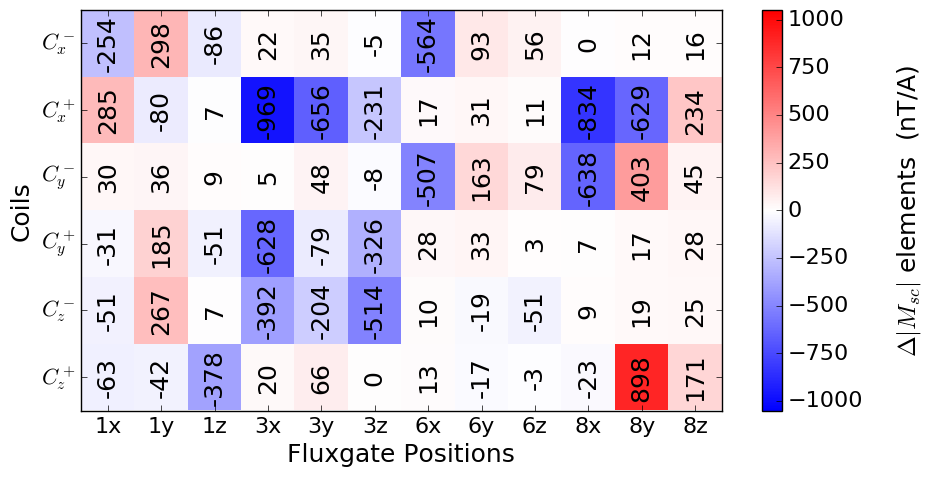 C_x^- -254 298 -86 22 35 -5 -564 93 56 0 12 16
C_x^+ 285 -80 7 -969 -656 -231 17 31 11 -834 -629 234
C_y^- 30 36 9 5 48 -8 -507 163 79 -638 403 45
C_y^+ -31 185 -51 -628 -79 -326 28 33 3 7 17 28
C_z^- -51 267 7 -392 -204 -514 10 -19 -51 9 19 25
C_z^+ -63 -42 -378 20 66 0 13 -17 -3 -23 898 171
1x 1y 1z 3x 3y 3z 6x 6y 6z 8x 8y 8z
Fluxgate Positions
Coils
1000
750
500
250
0
−250
−500
−750
−1000
Δ|M_{sc}| elements (nT/A)